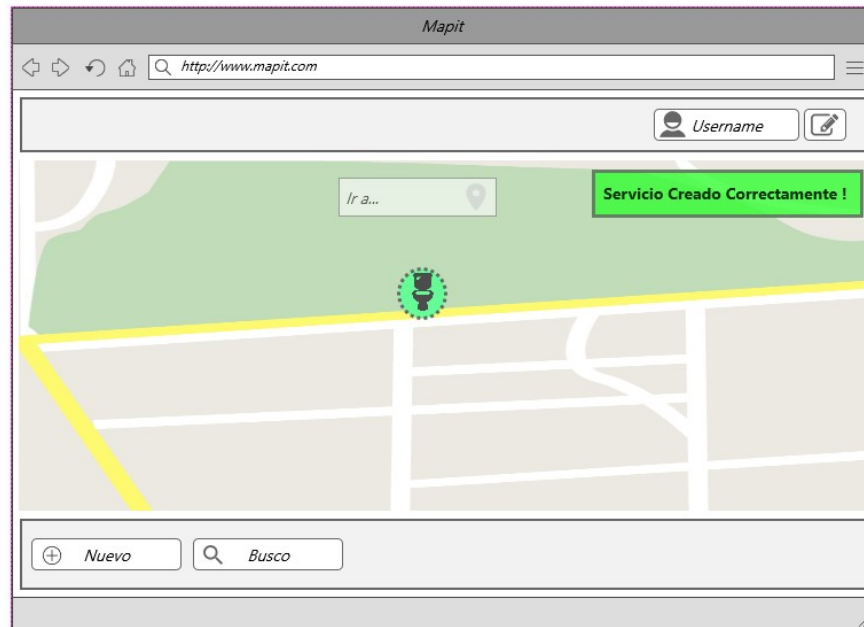 Mapit
http://www.mapit.com
Username
Servicio Creado Correctamente !
Ir a...
Nuevo
Busco